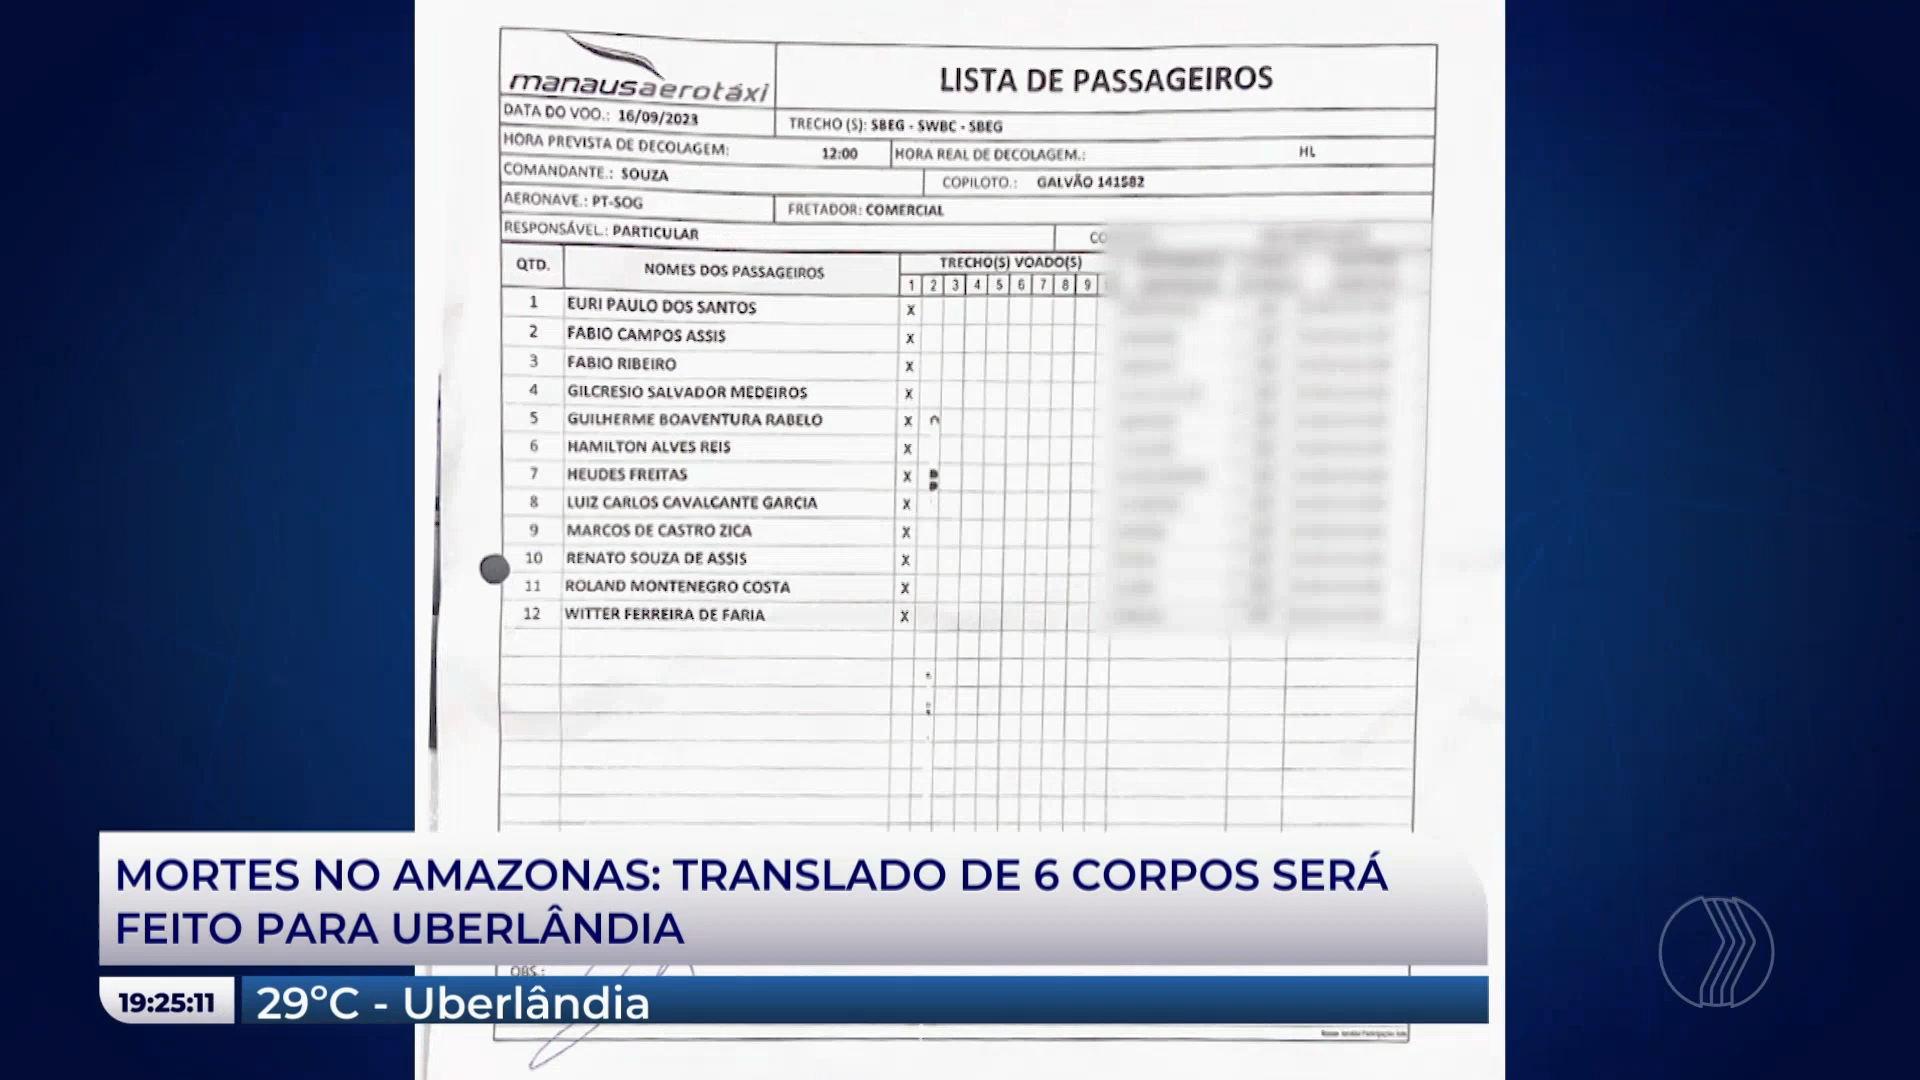 manausaerotáxi
LISTA DE PASSAGEIROS
DATA DO VOO.: 16/09/2023
TRECHO (S): SBEG - SWBC - SBEG
HORA PREVISTA DE DECOLAGEM: 12:00
HORA REAL DE DECOLAGEM.: HL
COMANDANTE.: SOUZA
COPILOTO.: GALVÃO 141582
AERONAVE.: PT-SOG
FRETADOR: COMERCIAL
RESPONSÁVEL.: PARTICULAR
CO
QTD. NOMES DOS PASSAGEIROS TRECHO(S) VOADO(S)
1 2 3 4 5 6 7 8 9
1 EURI PAULO DOS SANTOS X
2 FABIO CAMPOS ASSIS X
3 FABIO RIBEIRO X
4 GILCRESIO SALVADOR MEDEIROS X
5 GUILHERME BOAVENTURA RABELO X
6 HAMILTON ALVES REIS X
7 HEUDES FREITAS X
8 LUIZ CARLOS CAVALCANTE GARCIA X
9 MARCOS DE CASTRO ZICA X
10 RENATO SOUZA DE ASSIS X
11 ROLAND MONTENEGRO COSTA X
12 WITTER FERREIRA DE FARIA X
MORTES NO AMAZONAS: TRANSLADO DE 6 CORPOS SERÁ
FEITO PARA UBERLÂNDIA
OBS.:
19:25:11 29°C - Uberlândia